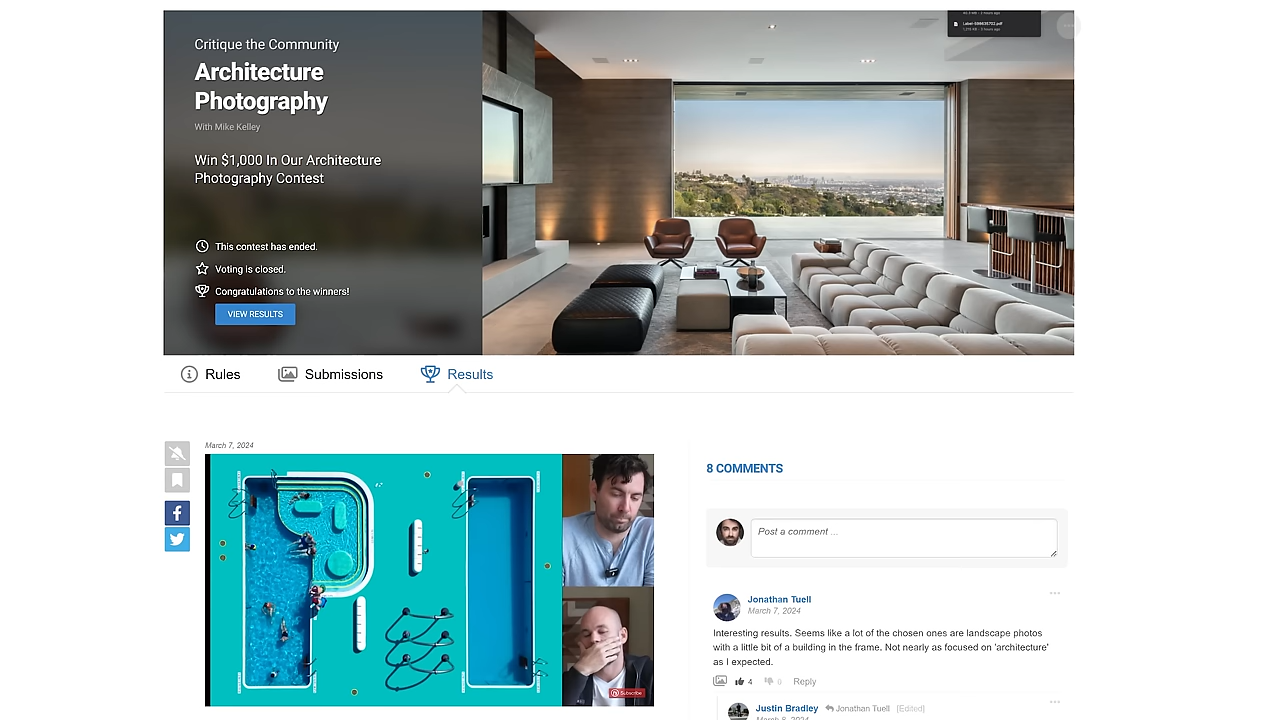 Critique the Community
Architecture
Photography
With Mike Kelley
Win $1,000 In Our Architecture
Photography Contest
This contest has ended.
Voting is closed.
Congratulations to the winners!
VIEW RESULTS
Rules
Submissions
Results
March 7, 2024
Subscribe
8 COMMENTS
Post a comment ...
Jonathan Tuell
March 7, 2024
Interesting results. Seems like a lot of the chosen ones are landscape photos
with a little bit of a building in the frame. Not nearly as focused on 'architecture'
as I expected.
4
0
Reply
Justin Bradley Jonathan Tuell [Edited]
March 8, 2024